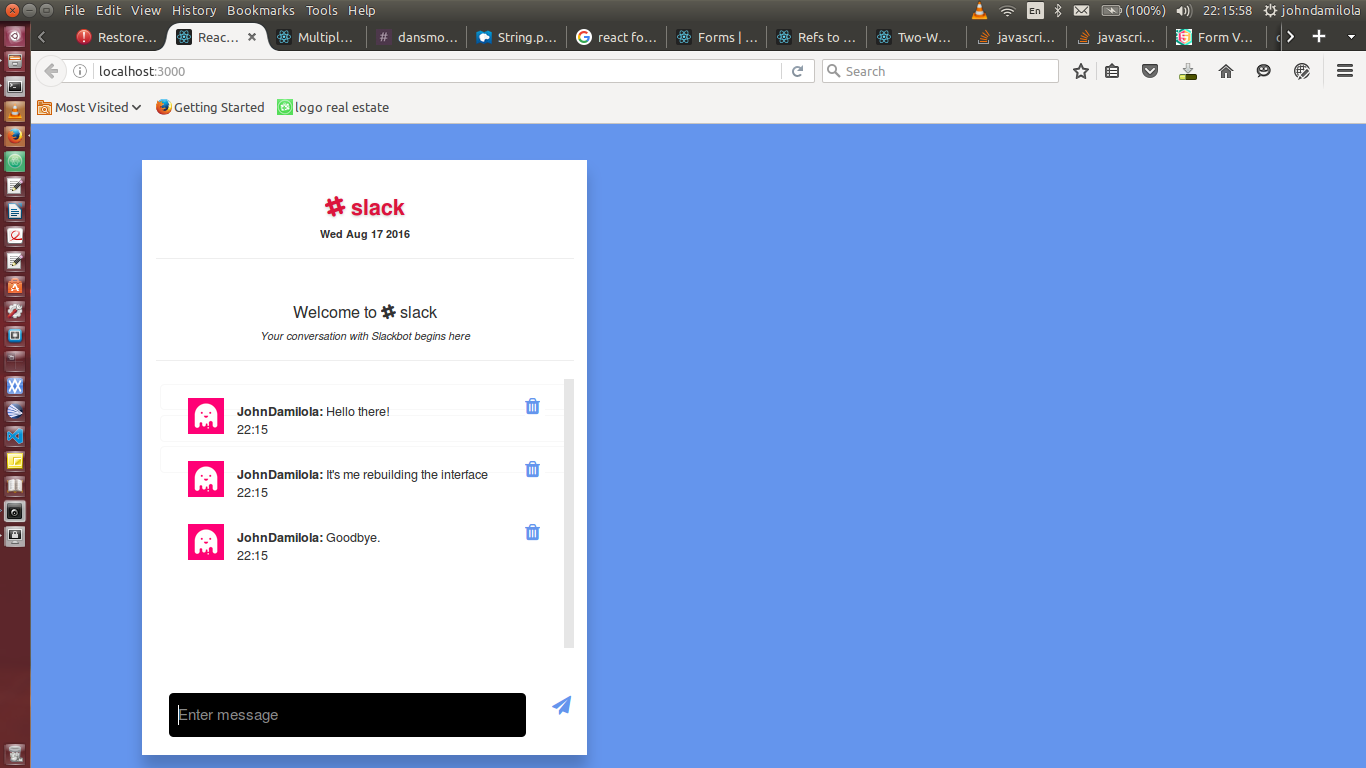 File Edit View History Bookmarks Tools Help En (100%) 22:15:58 johndamilola
Restore... Reac... Multipl... # dansmo... String.p... react fo... Forms | ... Refs to ... Two-W... javascri... javascri... Form V...
localhost:3000 Search
Most Visited Getting Started logo real estate
slack
Wed Aug 17 2016
Welcome to slack
Your conversation with Slackbot begins here
JohnDamilola: Hello there!
22:15
JohnDamilola: It's me rebuilding the interface
22:15
JohnDamilola: Goodbye.
22:15
Enter message